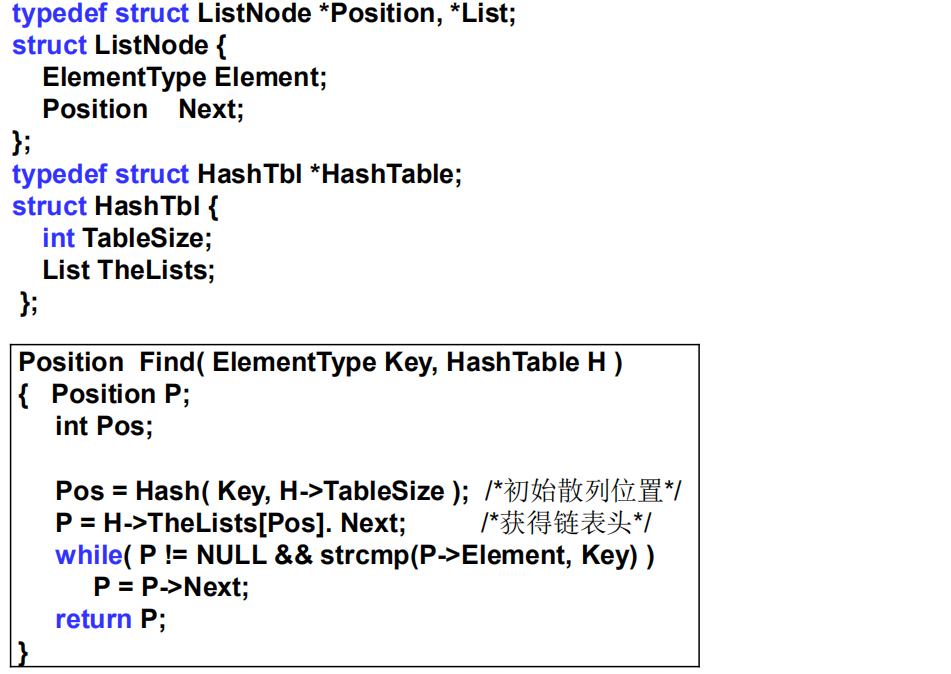 typedef struct ListNode *Position, *List;
struct ListNode {
ElementType Element;
Position Next;
};
typedef struct HashTbl *HashTable;
struct HashTbl {
int TableSize;
List TheLists;
};
Position Find( ElementType Key, HashTable H )
{ Position P;
int Pos;
Pos = Hash( Key, H->TableSize ); /*初始散列位置*/
P = H->TheLists[Pos]. Next; /*获得链表头*/
while( P != NULL && strcmp(P->Element, Key) )
P = P->Next;
return P;
}